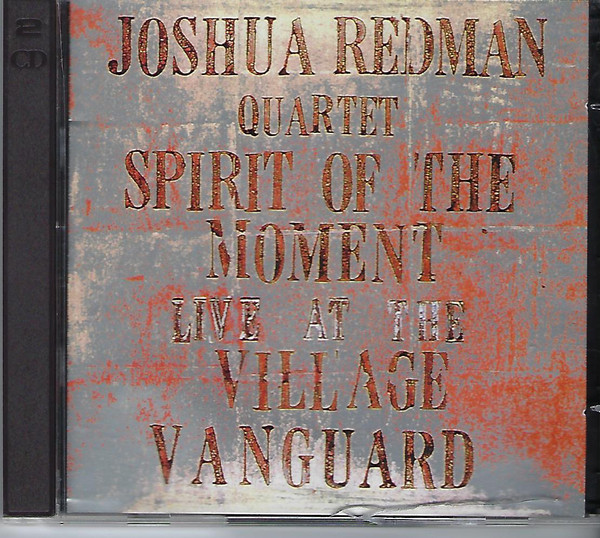 2
CD
JOSHUA REDMAN
QUARTET
SPIRIT OF THE
MOMENT
LIVE AT THE
VILLAGE
VANGUARD